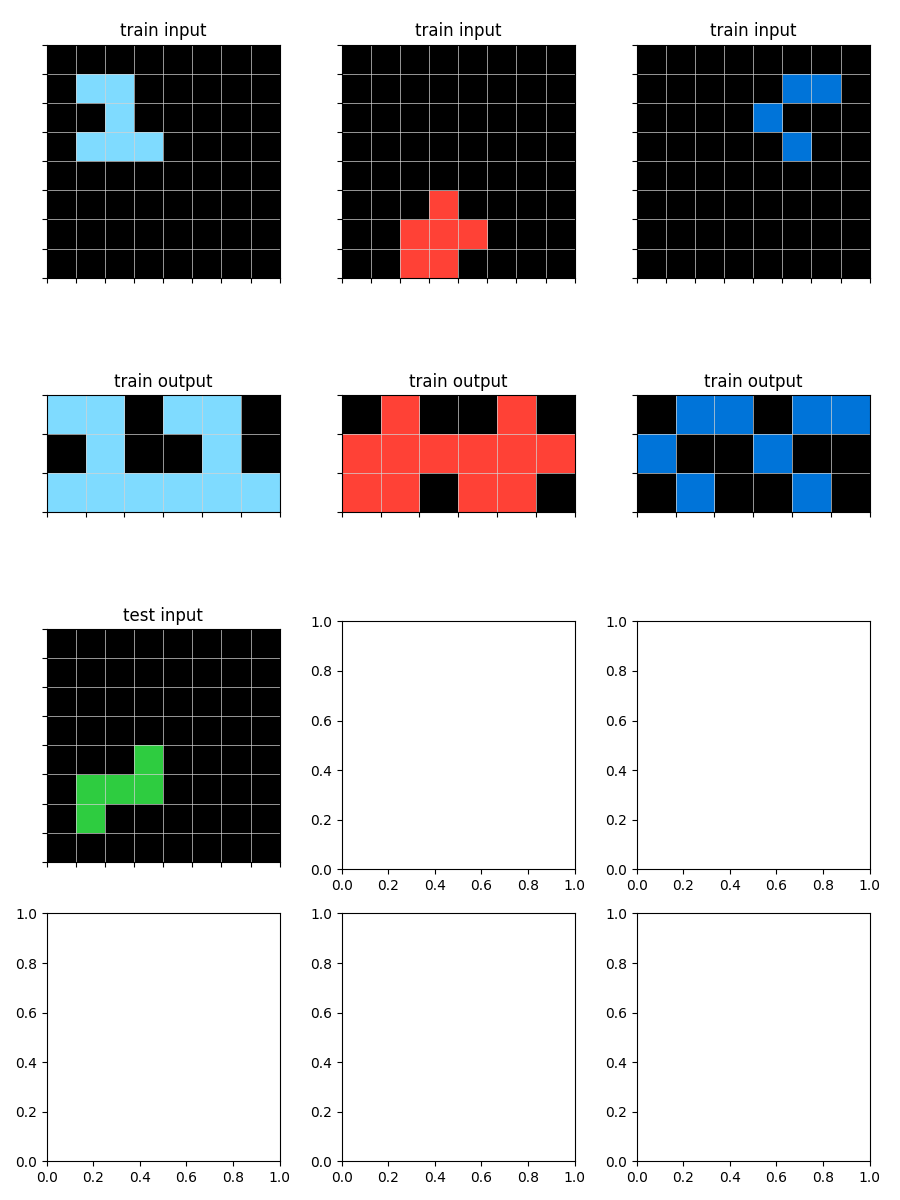 train input train input train input
train output train output train output
test input
1.0 1.0
0.8 0.8
0.6 0.6
0.4 0.4
0.2 0.2
0.0 0.0
0.0 0.2 0.4 0.6 0.8 1.0 0.0 0.2 0.4 0.6 0.8 1.0
1.0 1.0 1.0
0.8 0.8 0.8
0.6 0.6 0.6
0.4 0.4 0.4
0.2 0.2 0.2
0.0 0.0 0.0
0.0 0.2 0.4 0.6 0.8 1.0 0.0 0.2 0.4 0.6 0.8 1.0 0.0 0.2 0.4 0.6 0.8 1.0